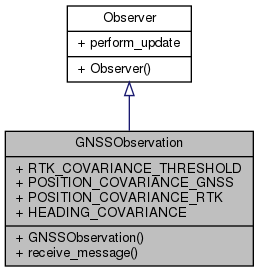 Observer
+ perform_update
+ Observer()
GNSSObservation
+ RTK_COVARIANCE_THRESHOLD
+ POSITION_COVARIANCE_GNSS
+ POSITION_COVARIANCE_RTK
+ HEADING_COVARIANCE
+ GNSSObservation()
+ receive_message()